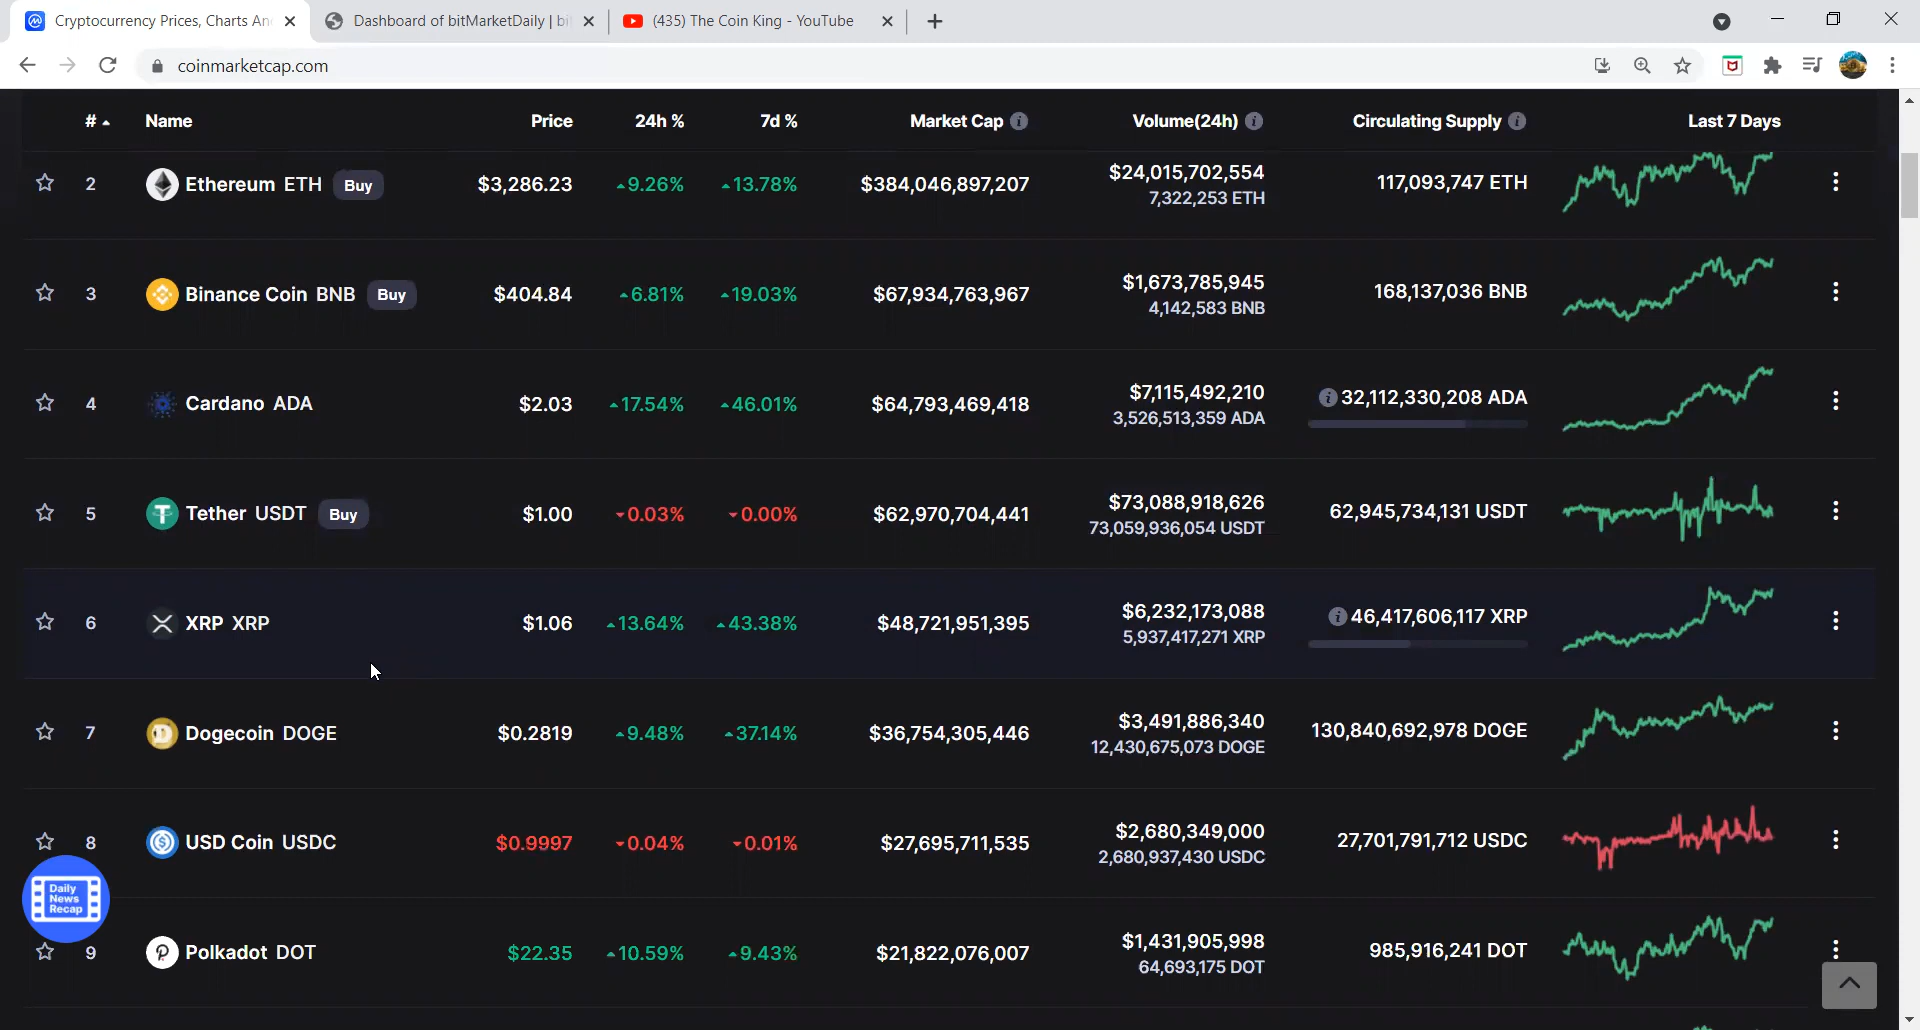 Cryptocurrency Prices, Charts An
Dashboard of bitMarketDaily | bi
(435) The Coin King - YouTube
coinmarketcap.com
# Name Price 24h % 7d % Market Cap Volume(24h) Circulating Supply Last 7 Days
2 Ethereum ETH Buy $3,286.23 9.26% 13.78% $384,046,897,207 $24,015,702,554 117,093,747 ETH
7,322,253 ETH
3 Binance Coin BNB Buy $404.84 6.81% 19.03% $67,934,763,967 $1,673,785,945 168,137,036 BNB
4,142,583 BNB
4 Cardano ADA $2.03 17.54% 46.01% $64,793,469,418 $7,115,492,210 32,112,330,208 ADA
3,526,513,359 ADA
5 Tether USDT Buy $1.00 0.03% 0.00% $62,970,704,441 $73,088,918,626 62,945,734,131 USDT
73,059,936,054 USDT
6 XRP XRP $1.06 13.64% 43.38% $48,721,951,395 $6,232,173,088 46,417,606,117 XRP
5,937,417,271 XRP
7 Dogecoin DOGE $0.2819 9.48% 37.14% $36,754,305,446 $3,491,886,340 130,840,692,978 DOGE
12,430,675,073 DOGE
8 USD Coin USDC $0.9997 0.04% 0.01% $27,695,711,535 $2,680,349,000 27,701,791,712 USDC
2,680,937,430 USDC
Daily
News
Recap
9 Polkadot DOT $22.35 10.59% 9.43% $21,822,076,007 $1,431,905,998 985,916,241 DOT
64,693,175 DOT